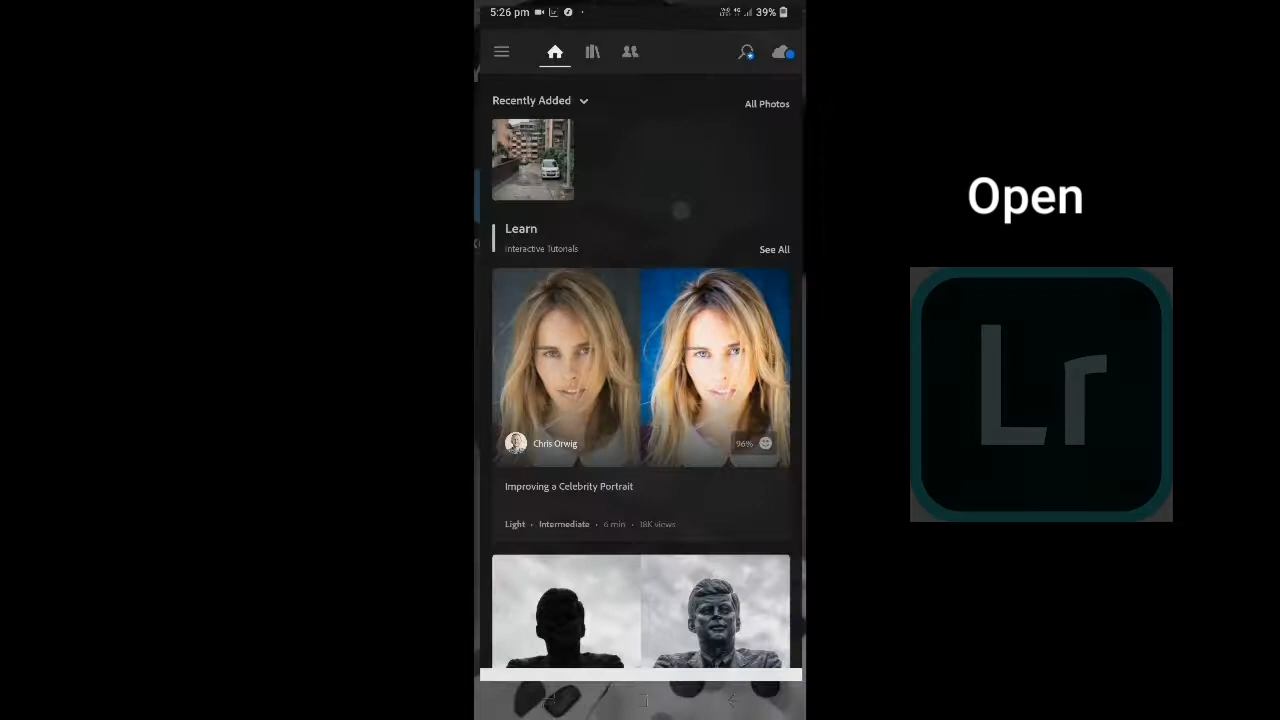 5:26 pm
39%
Recently Added
All Photos
Learn
Interactive Tutorials
See All
Chris Orwig
96%
Improving a Celebrity Portrait
Light · Intermediate · 6 min · 18K views
Open
Lr